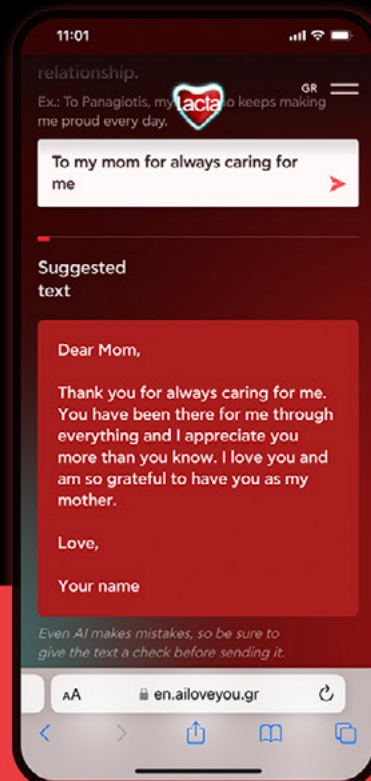 11:01
relationship.
lacta
GR
Ex.: To Panagiotis, my o keeps making
me proud every day.
To my mom for always caring for
me
Suggested
text
Dear Mom,
Thank you for always caring for me.
You have been there for me through
everything and I appreciate you
more than you know. I love you and
am so grateful to have you as my
mother.
Love,
Your name
Even AI makes mistakes, so be sure to
give the text a check before sending it.
AA
en.ailoveyou.gr